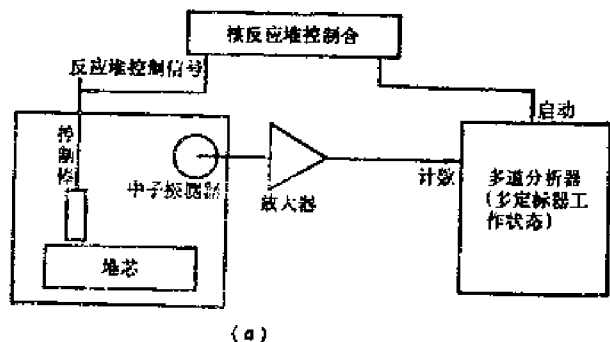 核反应堆控制台
反应堆控制信号
启动
控制棒
中子探测器
放大器
计数
多道分析器
(多定标器工
作状态)
堆芯
(a)